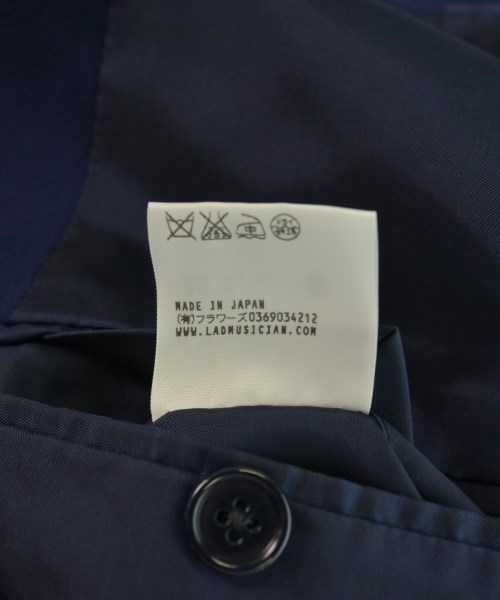 MADE IN JAPAN
(有)フラワーズ0369034212
WWW.LADMUSICIAN.COM